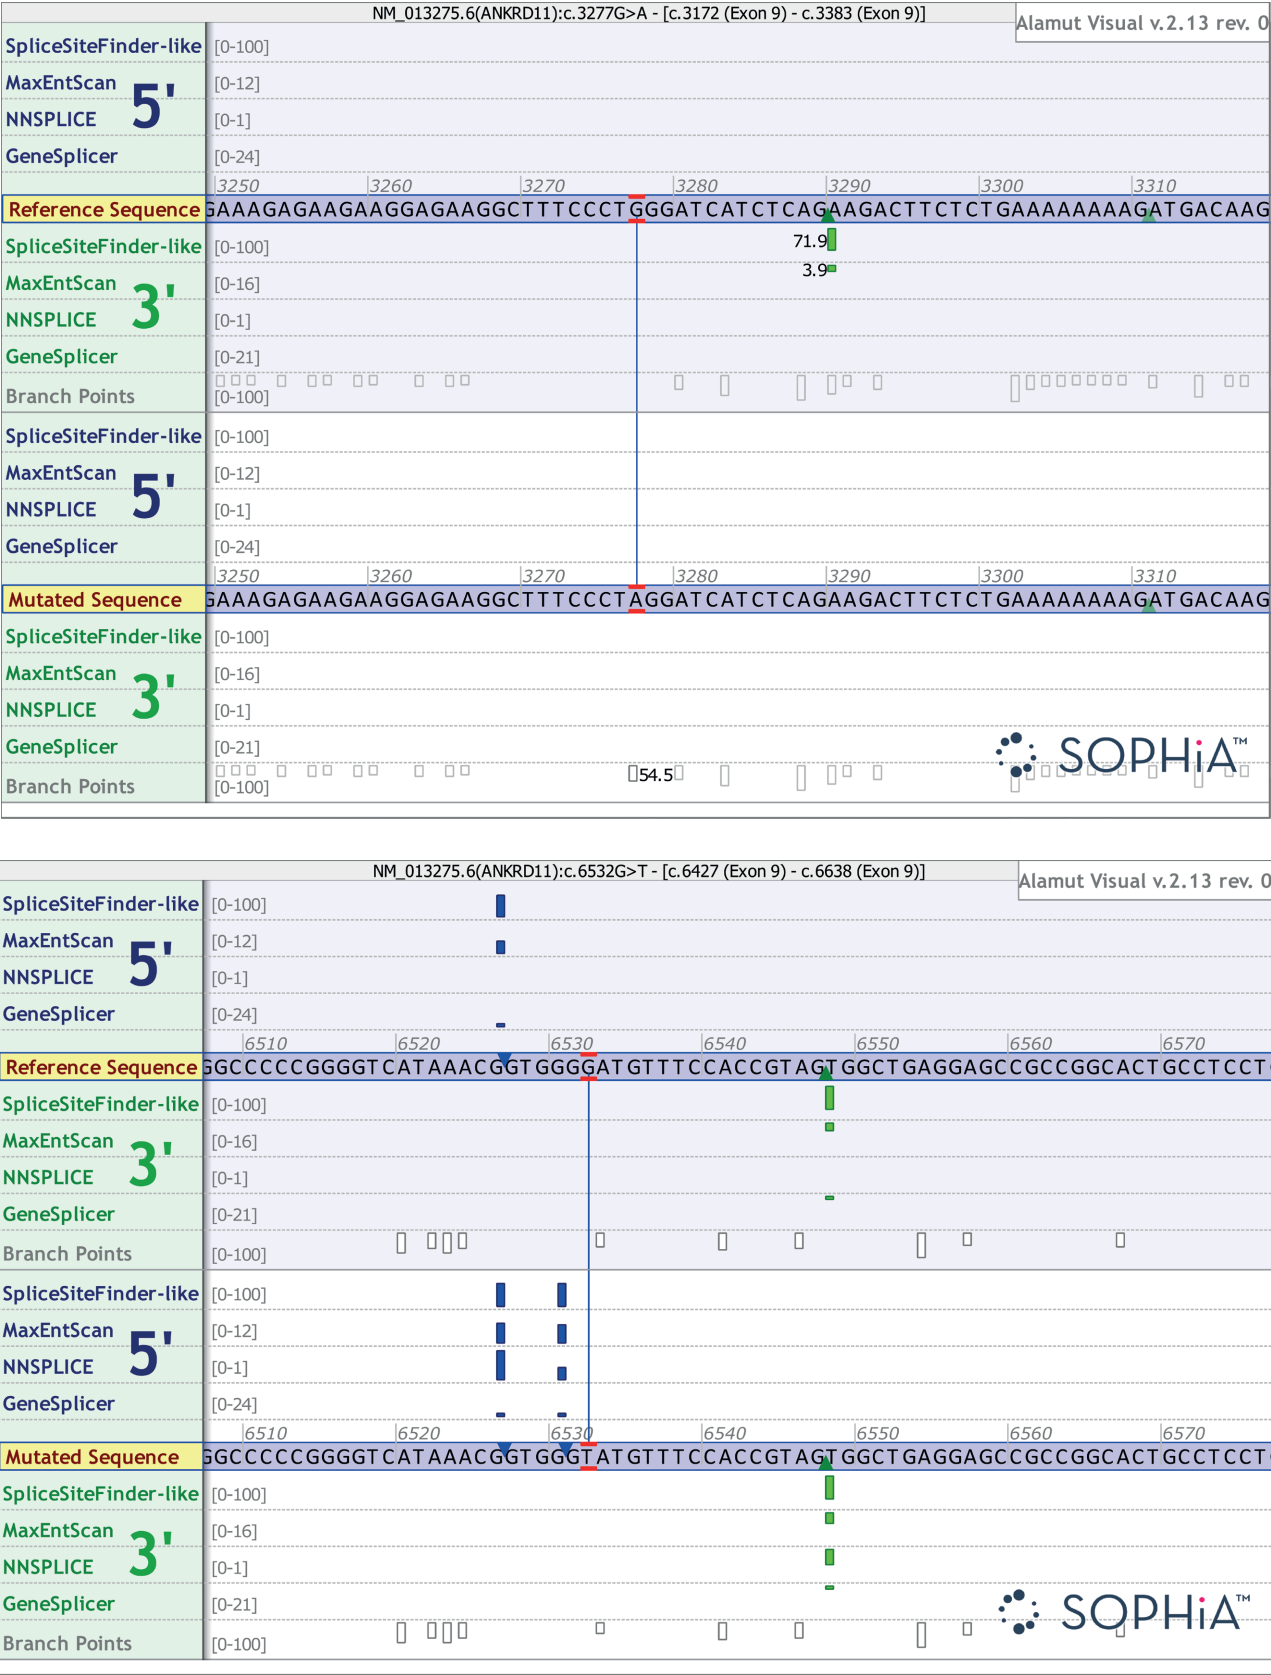 NM_013275.6(ANKRD11):c.3277G>A - [c.3172 (Exon 9) - c.3383 (Exon 9)]
Alamut Visual v.2.13 rev. 0
SpliceSiteFinder-like [0-100]
MaxEntScan [0-12]
5'
NNSPLICE [0-1]
GeneSplicer [0-24]
3250 3260 3270 3280 3290 3300 3310
Reference Sequence GAAAGAGAAGAAGGAGAAGGCTTTCCCTGGGATCATCTCAGAAGACTTCTCTGAAAAAAAAGATGACAAG
SpliceSiteFinder-like [0-100] 71.9
MaxEntScan [0-16] 3.9
3'
NNSPLICE [0-1]
GeneSplicer [0-21]
Branch Points [0-100]
SpliceSiteFinder-like [0-100]
MaxEntScan [0-12]
5'
NNSPLICE [0-1]
GeneSplicer [0-24]
3250 3260 3270 3280 3290 3300 3310
Mutated Sequence GAAAGAGAAGAAGGAGAAGGCTTTCCCTAGGATCATCTCAGAAGACTTCTCTGAAAAAAAAGATGACAAG
SpliceSiteFinder-like [0-100]
MaxEntScan [0-16]
3'
NNSPLICE [0-1]
GeneSplicer [0-21]
SOPHiA™
Branch Points [0-100] 54.5
NM_013275.6(ANKRD11):c.6532G>T - [c.6427 (Exon 9) - c.6638 (Exon 9)]
Alamut Visual v.2.13 rev. 0
SpliceSiteFinder-like [0-100]
MaxEntScan [0-12]
5'
NNSPLICE [0-1]
GeneSplicer [0-24]
6510 6520 6530 6540 6550 6560 6570
Reference Sequence GGCCCCCGGGGTCATAAACGGTGGGGATGTTTCCACCGTAGTGGCTGAGGAGCCGCCGGCACTGCCTCCT
SpliceSiteFinder-like [0-100]
MaxEntScan [0-16]
3'
NNSPLICE [0-1]
GeneSplicer [0-21]
Branch Points [0-100]
SpliceSiteFinder-like [0-100]
MaxEntScan [0-12]
5'
NNSPLICE [0-1]
GeneSplicer [0-24]
6510 6520 6530 6540 6550 6560 6570
Mutated Sequence GGCCCCCGGGGTCATAAACGGTGGGTATGTTTCCACCGTAGTGGCTGAGGAGCCGCCGGCACTGCCTCCT
SpliceSiteFinder-like [0-100]
MaxEntScan [0-16]
3'
NNSPLICE [0-1]
GeneSplicer [0-21]
SOPHiA™
Branch Points [0-100]